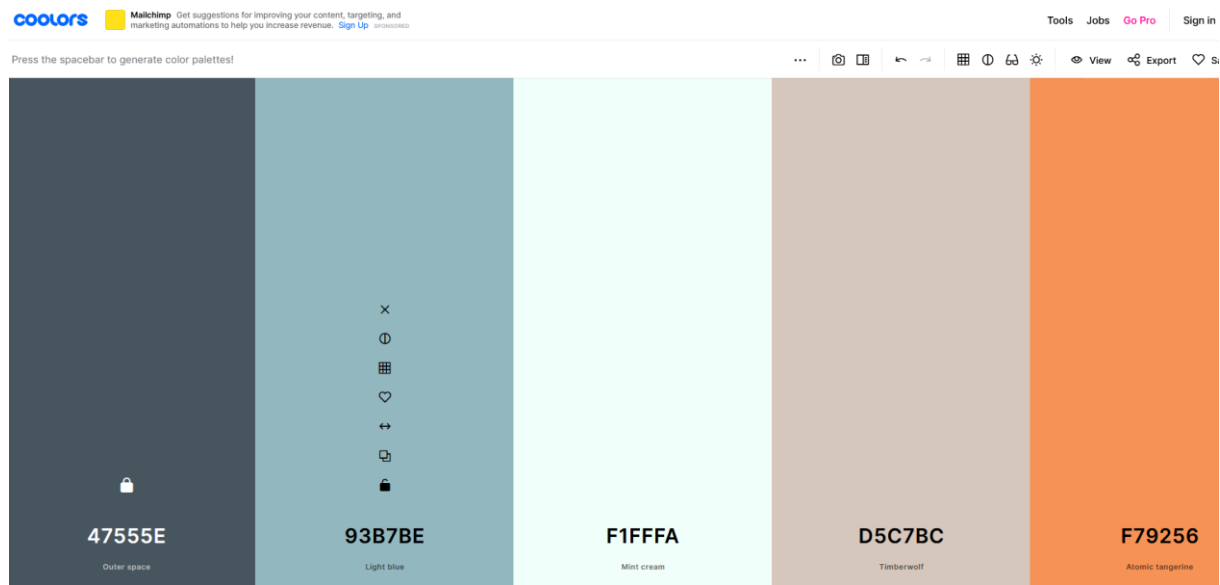 coolors
Mailchimp Get suggestions for improving your content, targeting, and
marketing automations to help you increase revenue. Sign Up SPONSORED
Tools Jobs Go Pro Sign in
Press the spacebar to generate color palettes!
View Export Sa
47555E
Outer space
93B7BE
Light blue
F1FFFA
Mint cream
D5C7BC
Timberwolf
F79256
Atomic tangerine